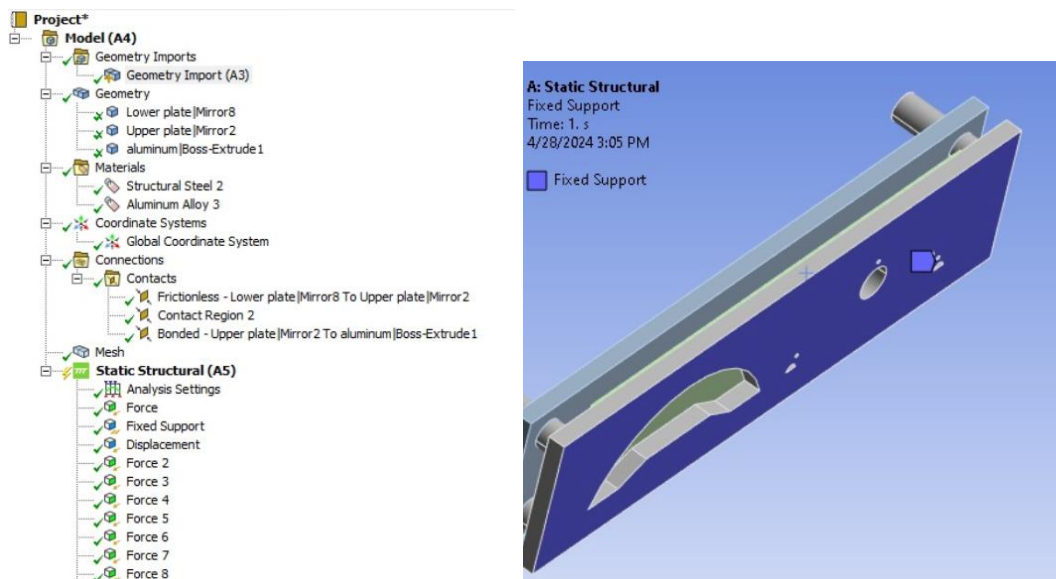 Project*
Model (A4)
Geometry Imports
Geometry Import (A3)
Geometry
Lower plate|Mirror8
Upper plate|Mirror2
aluminum|Boss-Extrude1
Materials
Structural Steel 2
Aluminum Alloy 3
Coordinate Systems
Global Coordinate System
Connections
Contacts
Frictionless - Lower plate|Mirror8 To Upper plate|Mirror2
Contact Region 2
Bonded - Upper plate|Mirror2 To aluminum|Boss-Extrude1
Mesh
Static Structural (A5)
Analysis Settings
Force
Fixed Support
Displacement
Force 2
Force 3
Force 4
Force 5
Force 6
Force 7
Force 8
A: Static Structural
Fixed Support
Time: 1. s
4/28/2024 3:05 PM
Fixed Support